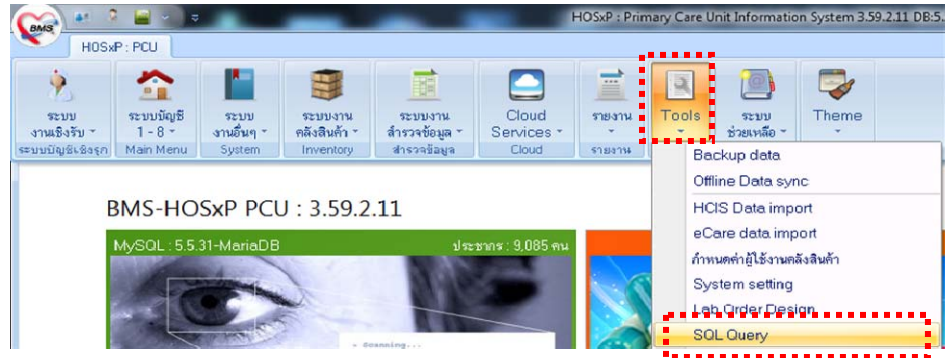 BMS
HOSxP : Primary Care Unit Information System 3.59.2.11 DB:5.
HOSxP : PCU
ระบบ
งานเชิงรับ
ระบบบัญชี
1 - 8
ระบบ
งานอื่นๆ
ระบบงาน
คลังสินค้า
ระบบงาน
สำรวจข้อมูล
Cloud
Services
รายงาน
Tools
ระบบ
ช่วยเหลือ
Theme
ระบบบัญชีเชิงรุก
Main Menu
System
Inventory
สำรวจข้อมูล
Cloud
รายงาน
Backup data
Offline Data sync
HCIS Data import
eCare data import
กำหนดค่าผู้ใช้งานคลังสินค้า
System setting
Lab Order Design
SQL Query
BMS-HOSxP PCU : 3.59.2.11
MySQL : 5.5.31-MariaDB
ประชากร : 9,085 คน
- Scanning...